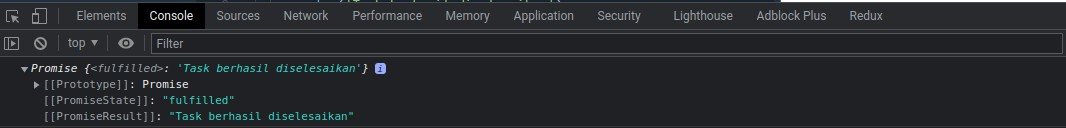 Elements Console Sources Network Performance Memory Application Security Lighthouse Adblock Plus Redux
top ▼ Filter
▼Promise {<fulfilled>: 'Task berhasil diselesaikan'} i
▶[[Prototype]]: Promise
[[PromiseState]]: "fulfilled"
[[PromiseResult]]: "Task berhasil diselesaikan"